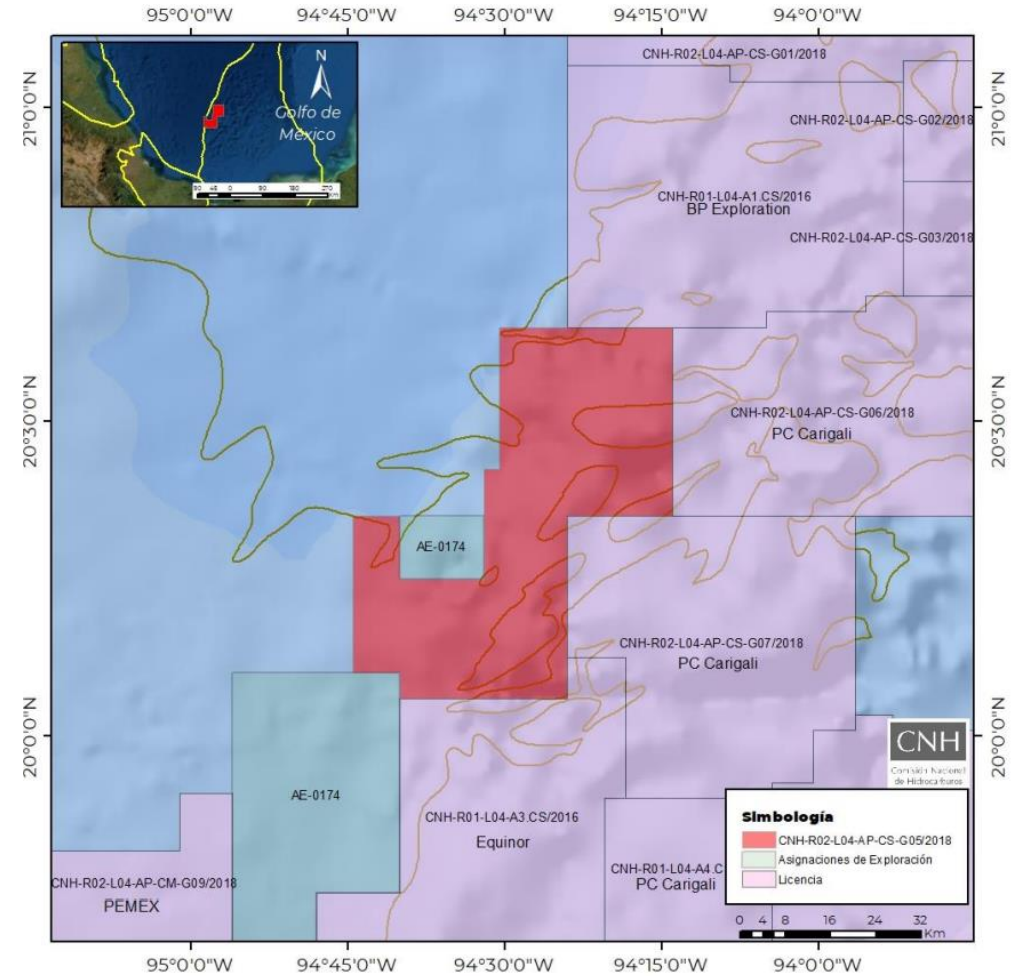 95°0'0"W 94°45'0"W 94°30'0"W 94°15'0"W 94°0'0"W
N
Golfo de
México
90 45 0 90 180 270
Km
21°0'0"N
21°0'0"N
20°30'0"N
20°30'0"N
20°0'0"N
20°0'0"N
CNH-R02-L04-AP-CS-G01/2018
CNH-R02-L04-AP-CS-G02/2018
CNH-R01-L04-A1.CS/2016
BP Exploration
CNH-R02-L04-AP-CS-G03/2018
CNH-R02-L04-AP-CS-G06/2018
PC Carigali
AE-0174
CNH-R02-L04-AP-CS-G07/2018
PC Carigali
AE-0174
CNH-R01-L04-A3.CS/2016
Equinor
CNH-R01-L04-A4.C
PC Carigali
CNH-R02-L04-AP-CM-G09/2018
PEMEX
CNH
Comisión Nacional
de Hidrocarburos
Simbología
CNH-R02-L04-AP-CS-G05/2018
Asignaciones de Exploración
Licencia
0 4 8 16 24 32
Km
95°0'0"W 94°45'0"W 94°30'0"W 94°15'0"W 94°0'0"W